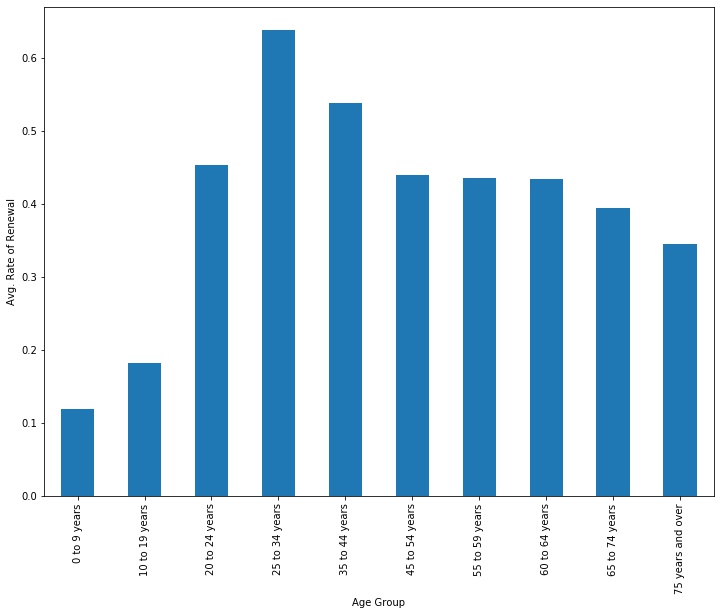 Avg. Rate of Renewal
0.6
0.5
0.4
0.3
0.2
0.1
0.0
0 to 9 years
10 to 19 years
20 to 24 years
25 to 34 years
35 to 44 years
45 to 54 years
55 to 59 years
60 to 64 years
65 to 74 years
75 years and over
Age Group